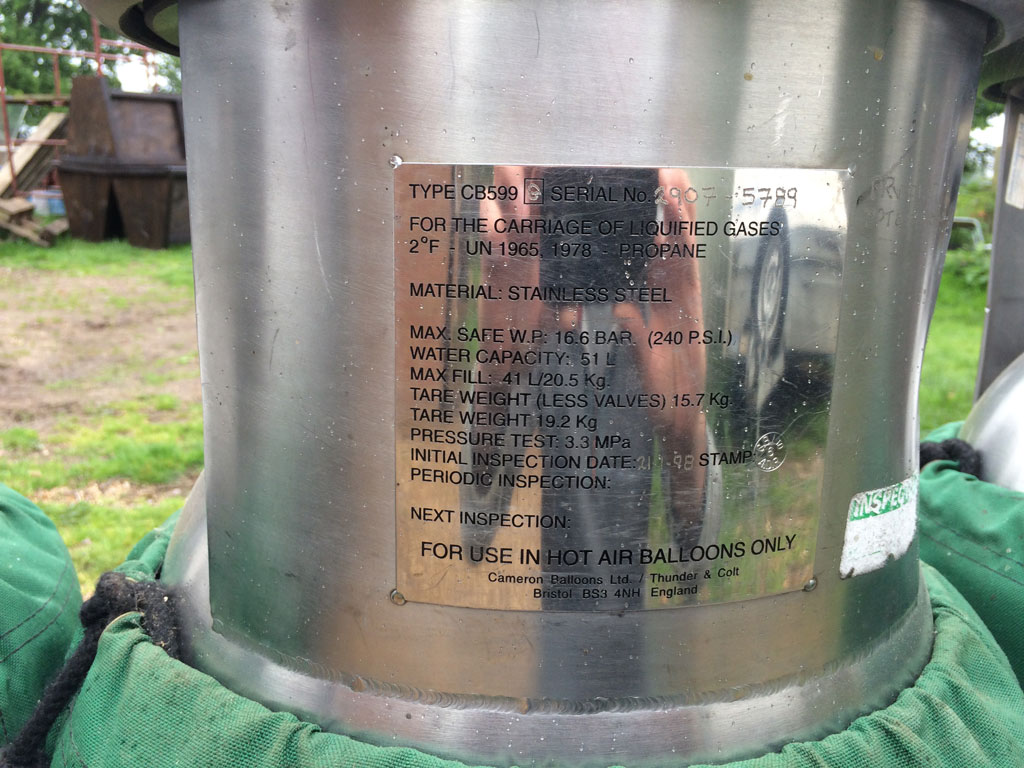 TYPE CB599 SERIAL No. 2907-5789
FOR THE CARRIAGE OF LIQUIFIED GASES
2°F - UN 1965, 1978 - PROPANE
MATERIAL: STAINLESS STEEL
MAX. SAFE W.P: 16.6 BAR. (240 P.S.I.)
WATER CAPACITY: 51 L
MAX FILL: 41 L/20.5 Kg.
TARE WEIGHT (LESS VALVES) 15.7 Kg.
TARE WEIGHT 19.2 Kg
PRESSURE TEST: 3.3 MPa
INITIAL INSPECTION DATE: STAMP:
PERIODIC INSPECTION:
NEXT INSPECTION:
FOR USE IN HOT AIR BALLOONS ONLY
Cameron Balloons Ltd. / Thunder & Colt
Bristol BS3 4NH England